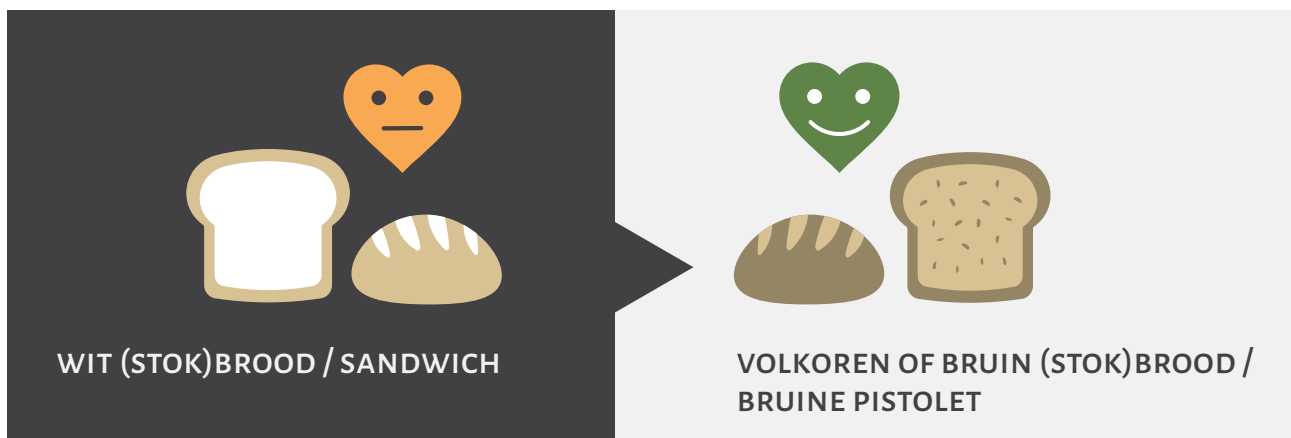 WIT (STOK)BROOD / SANDWICH
VOLKOREN OF BRUIN (STOK)BROOD /
BRUINE PISTOLET